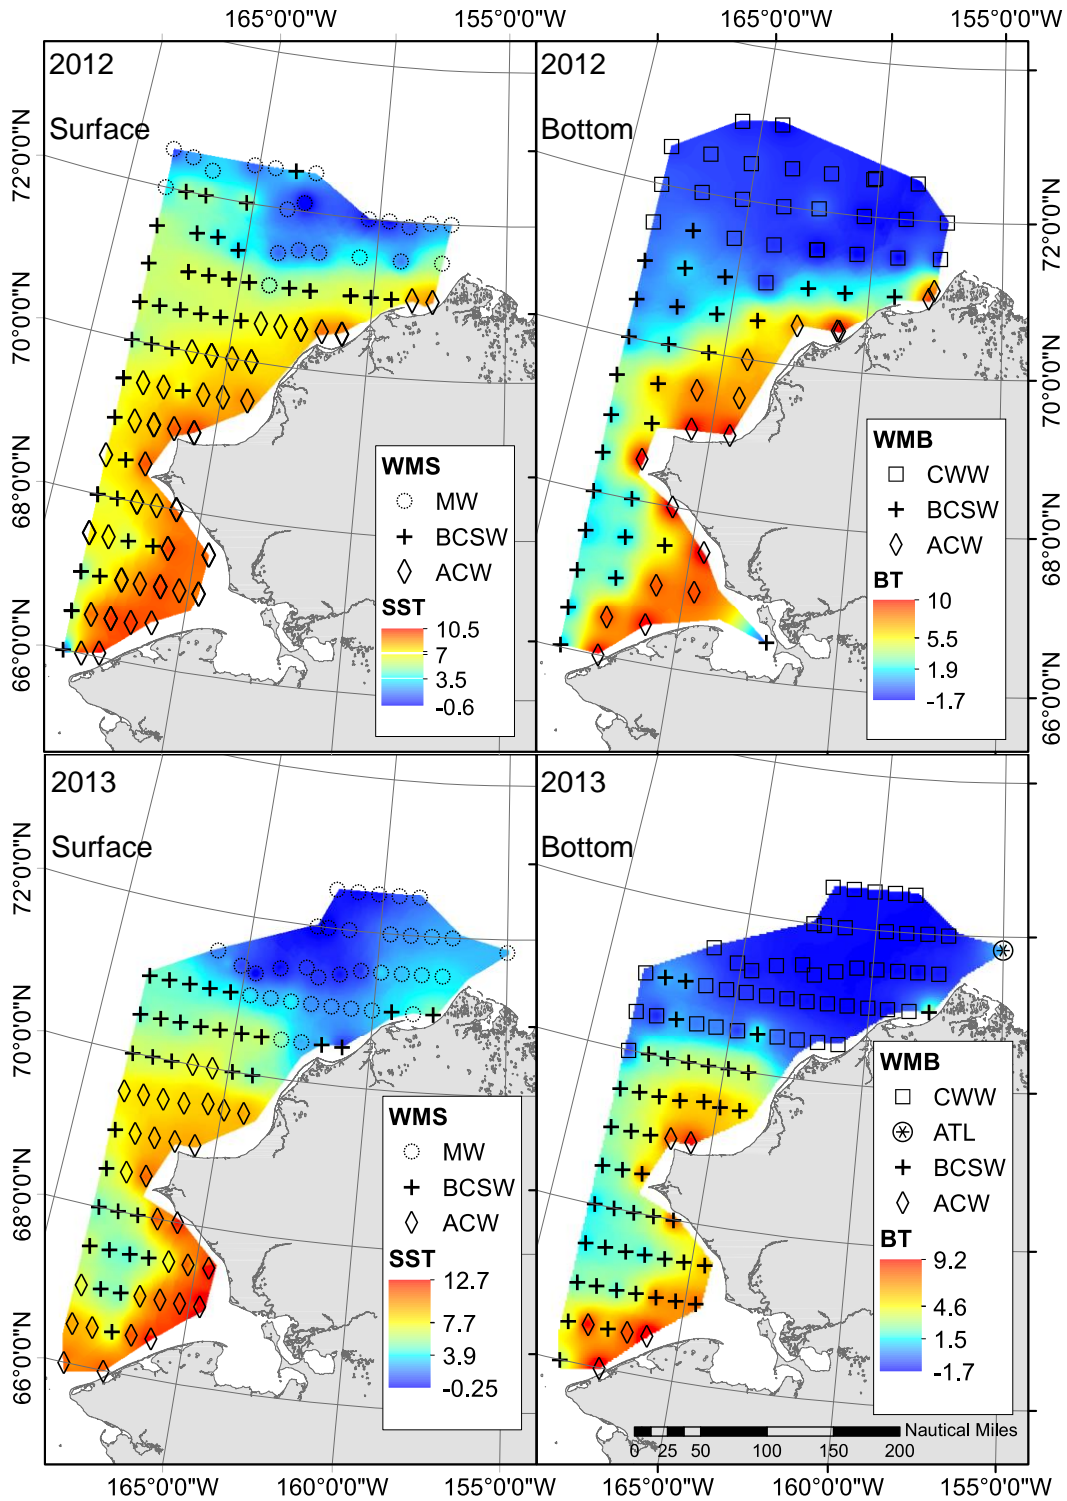 165°0'0"W 155°0'0"W 165°0'0"W 155°0'0"W
2012
Surface
72°0'0"N
70°0'0"N
68°0'0"N
66°0'0"N
WMS
MW
BCSW
ACW
SST
10.5
7
3.5
-0.6
2012
Bottom
72°0'0"N
70°0'0"N
68°0'0"N
66°0'0"N
WMB
CWW
BCSW
ACW
BT
10
5.5
1.9
-1.7
2013
Surface
72°0'0"N
70°0'0"N
68°0'0"N
66°0'0"N
WMS
MW
BCSW
ACW
SST
12.7
7.7
3.9
-0.25
2013
Bottom
WMB
CWW
ATL
BCSW
ACW
BT
9.2
4.6
1.5
-1.7
Nautical Miles
0 25 50 100 150 200
165°0'0"W 160°0'0"W 165°0'0"W 160°0'0"W 155°0'0"W